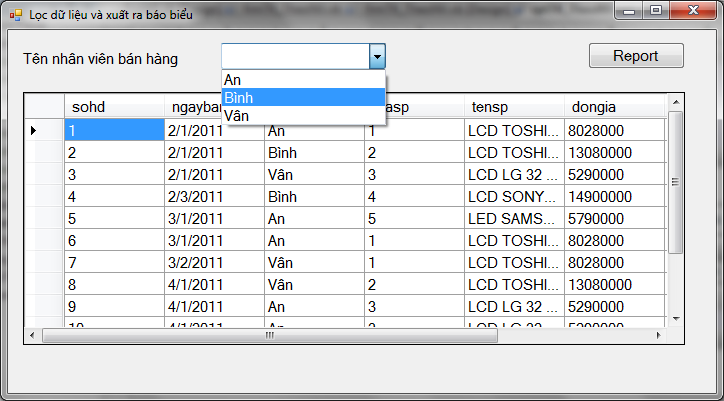 Lọc dữ liệu và xuất ra báo biểu
Tên nhân viên bán hàng Report
An
Bình
Vân
sohd ngayba asp tensp dongia
1 2/1/2011 An 1 LCD TOSHI... 8028000
2 2/1/2011 Bình 2 LCD TOSHI... 13080000
3 2/1/2011 Vân 3 LCD LG 32 ... 5290000
4 2/3/2011 Bình 4 LCD SONY... 14900000
5 3/1/2011 An 5 LED SAMS... 5790000
6 3/1/2011 An 1 LCD TOSHI... 8028000
7 3/2/2011 Vân 1 LCD TOSHI... 8028000
8 4/1/2011 Vân 2 LCD TOSHI... 13080000
9 4/1/2011 An 3 LCD LG 32 ... 5290000
10 4/1/2011 An 3 LCD LG 32 5290000